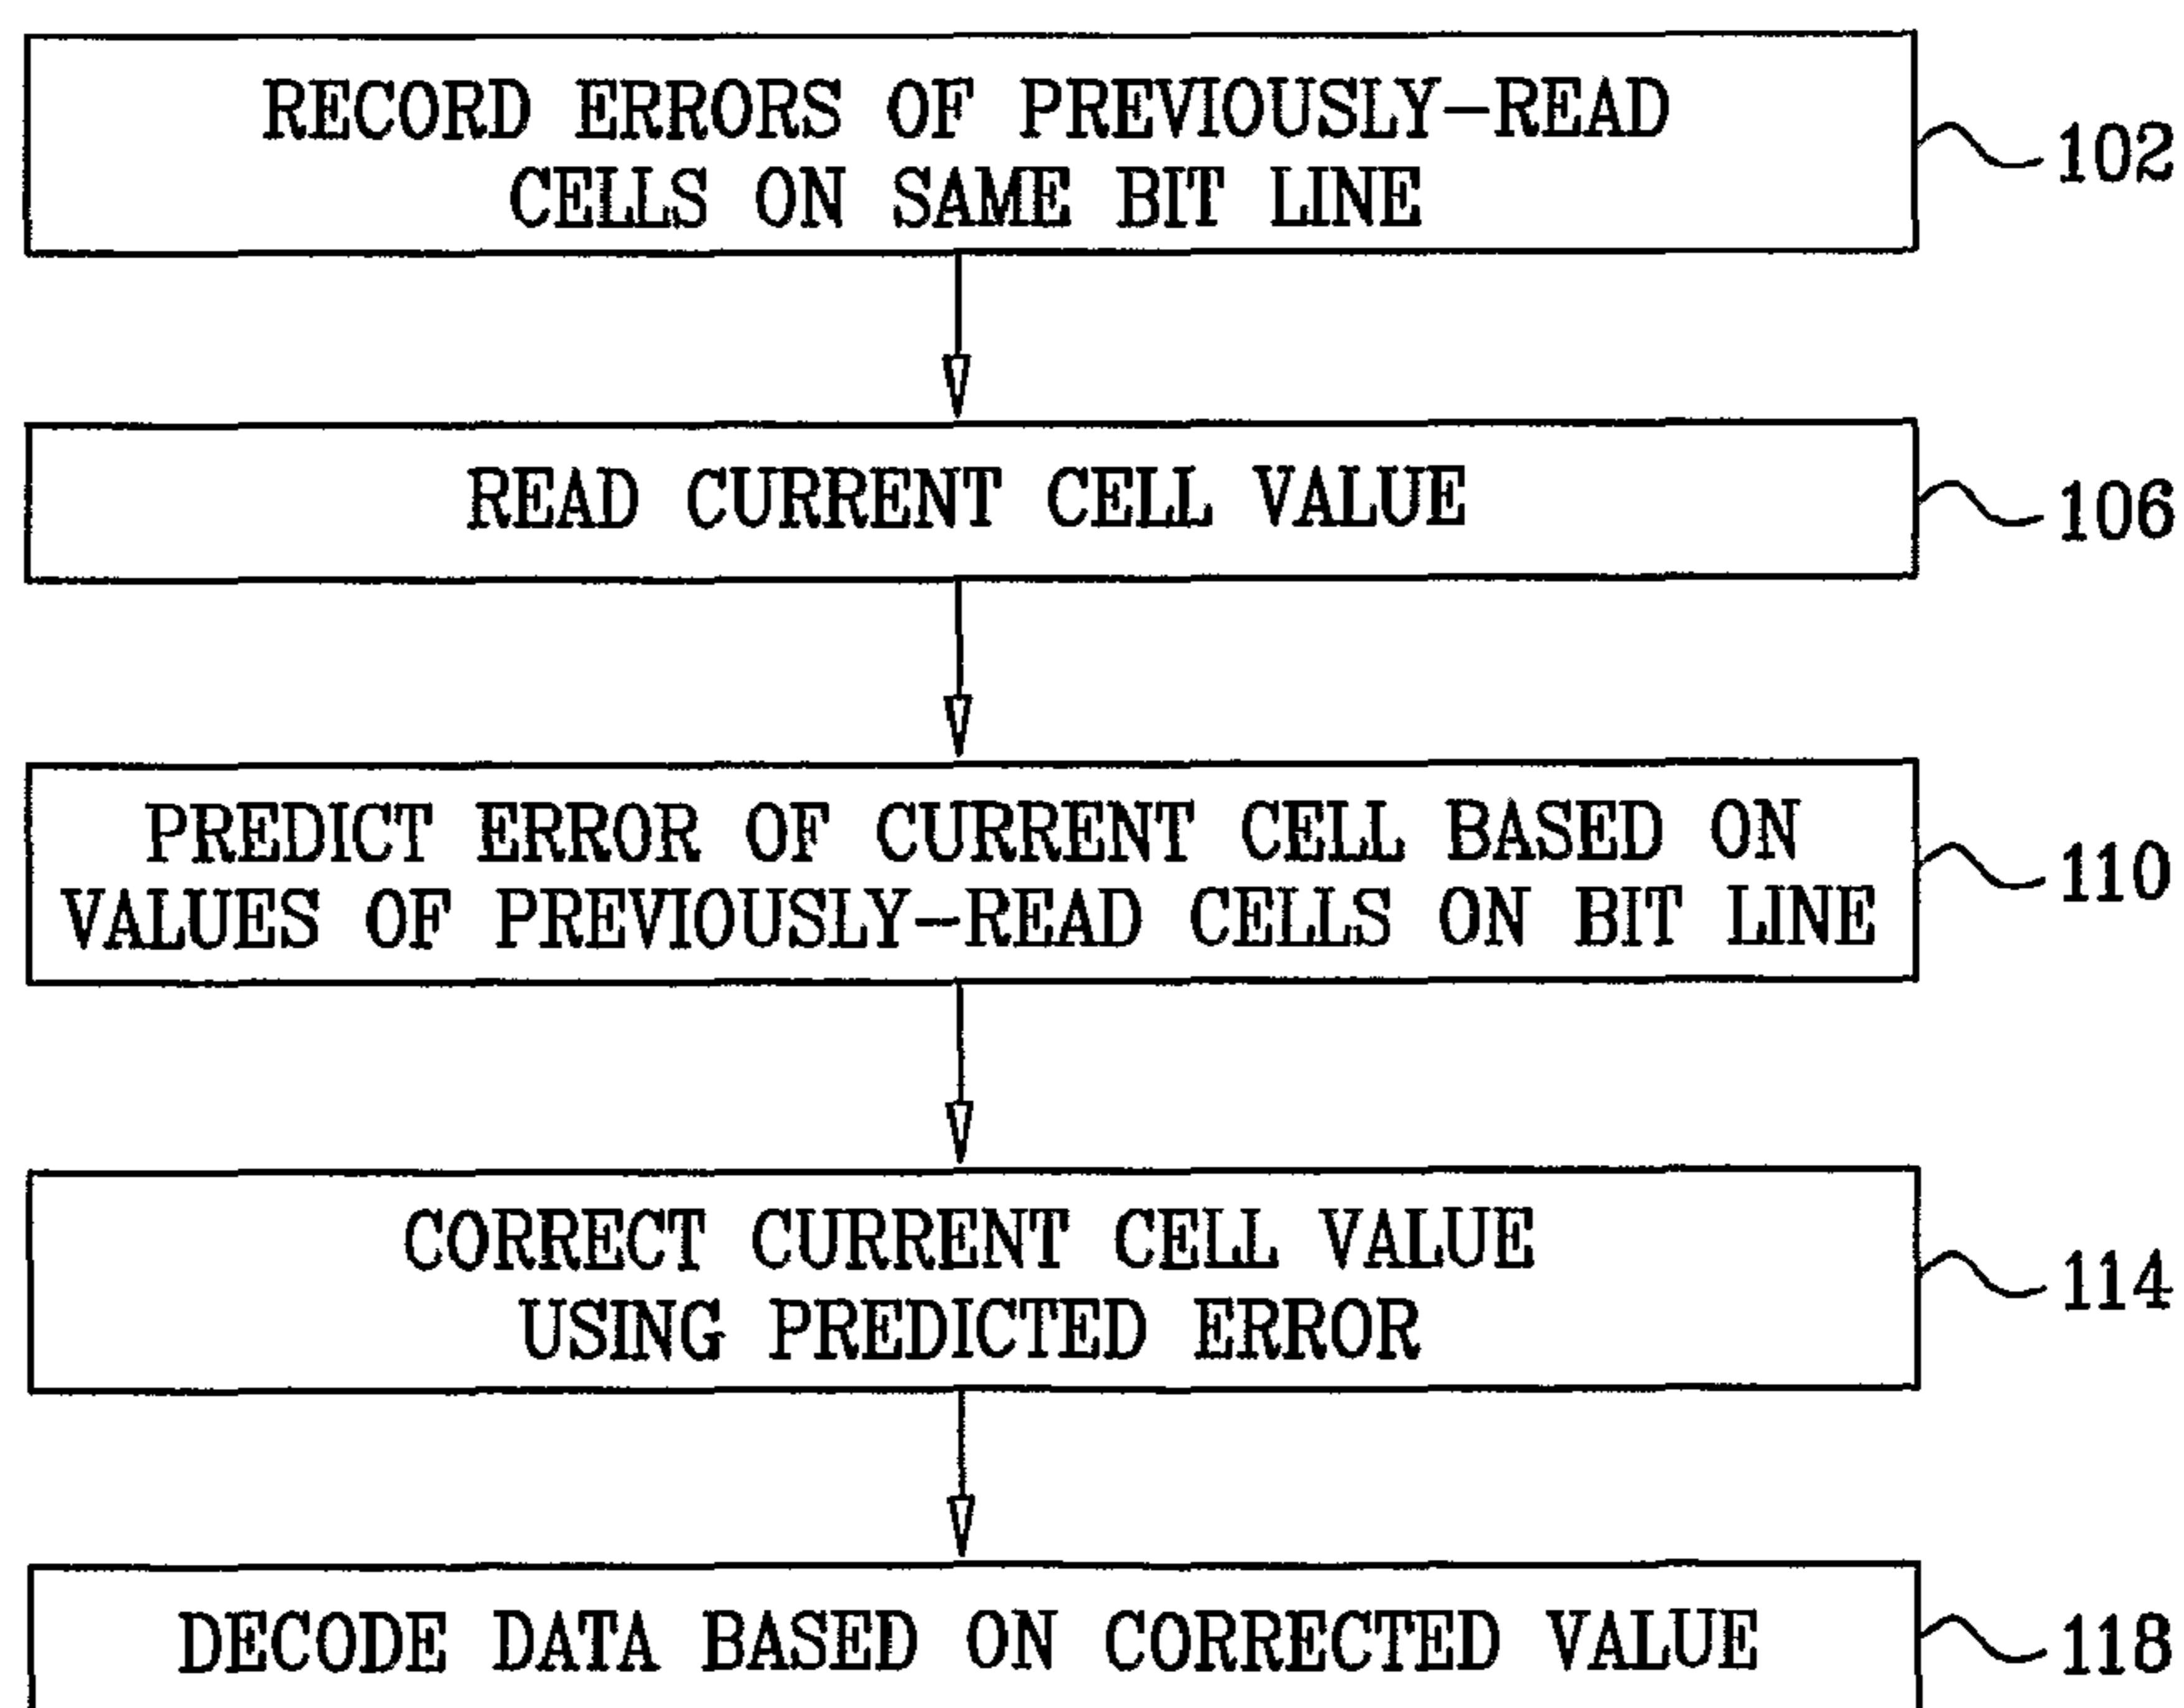 RECORD ERRORS OF PREVIOUSLY-READ
CELLS ON SAME BIT LINE
102
READ CURRENT CELL VALUE
106
PREDICT ERROR OF CURRENT CELL BASED ON
VALUES OF PREVIOUSLY-READ CELLS ON BIT LINE
110
CORRECT CURRENT CELL VALUE
USING PREDICTED ERROR
114
DECODE DATA BASED ON CORRECTED VALUE
118